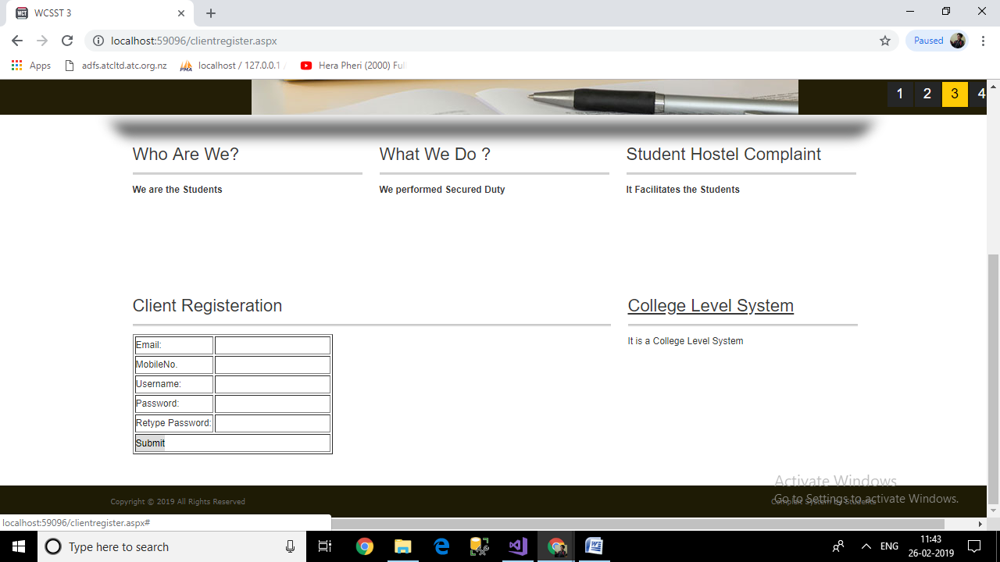 WCSST 3
localhost:59096/clientregister.aspx
Paused
Apps
adfs.atcltd.atc.org.nz
localhost / 127.0.0.1 /
Hera Pheri (2000) Ful
1 2 3 4
Who Are We?
What We Do ?
Student Hostel Complaint
We are the Students
We performed Secured Duty
It Facilitates the Students
Client Registeration
College Level System
It is a College Level System
Email:
MobileNo.
Username:
Password:
Retype Password:
Submit
Activate Windows
Go to Settings to activate Windows.
Copyright © 2019 All Rights Reserved
System by Students
localhost:59096/clientregister.aspx#
Type here to search
ENG
11:43
26-02-2019